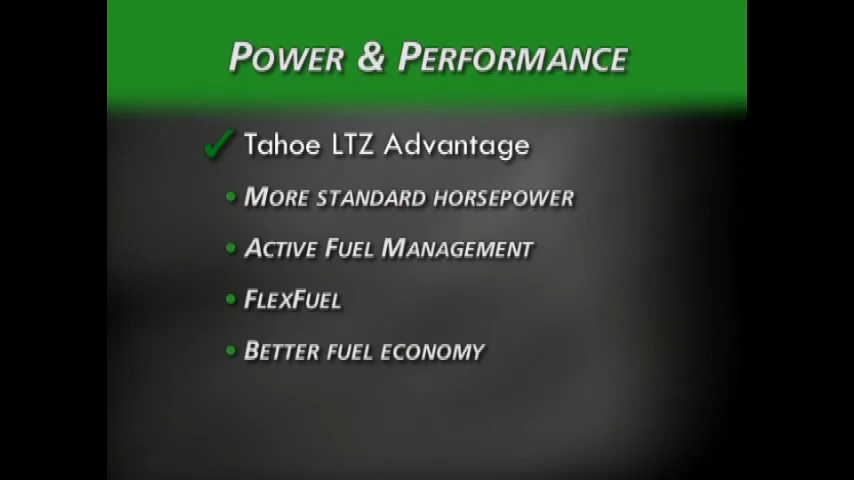 POWER & PERFORMANCE
Tahoe LTZ Advantage
MORE STANDARD HORSEPOWER
ACTIVE FUEL MANAGEMENT
FLEXFUEL
BETTER FUEL ECONOMY